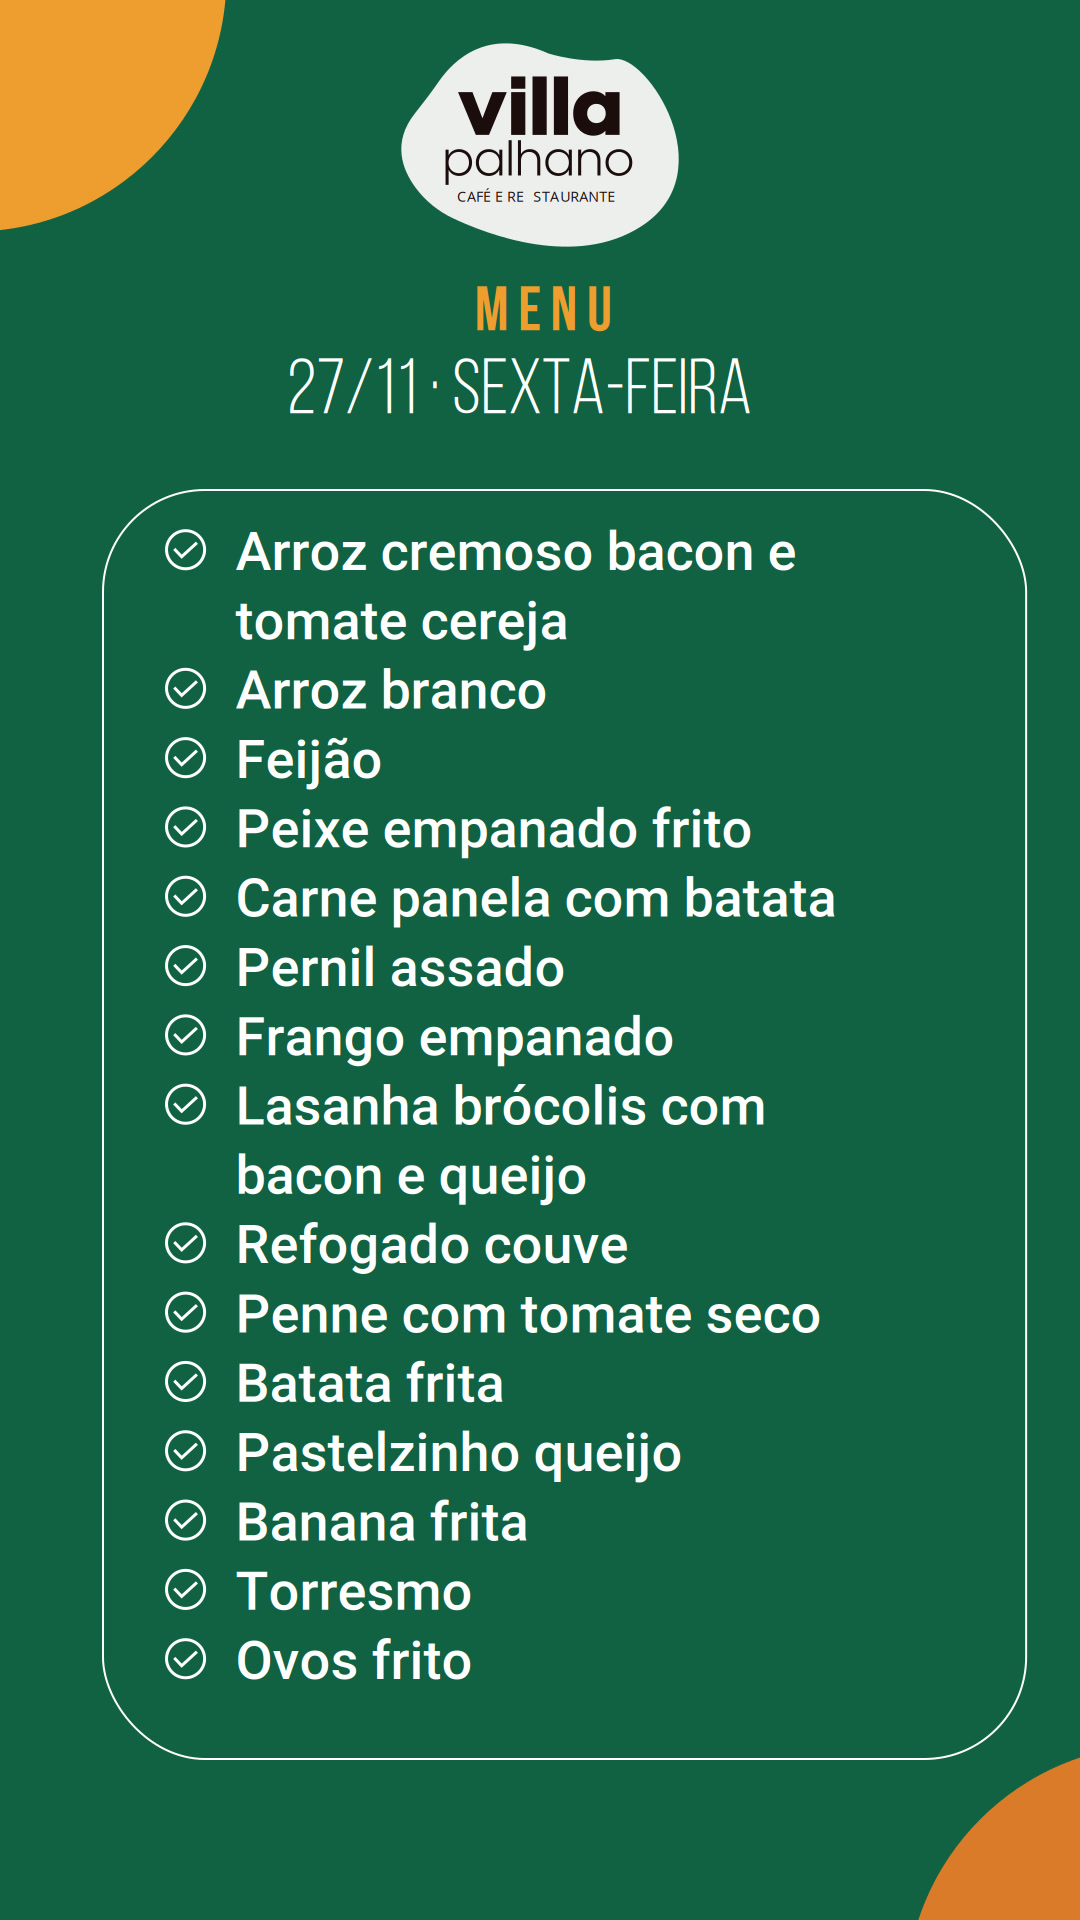 villa
palhano
CAFÉ E RE STAURANTE
MENU
27/11 · SEXTA-FEIRA
Arroz cremoso bacon e
tomate cereja
Arroz branco
Feijão
Peixe empanado frito
Carne panela com batata
Pernil assado
Frango empanado
Lasanha brócolis com
bacon e queijo
Refogado couve
Penne com tomate seco
Batata frita
Pastelzinho queijo
Banana frita
Torresmo
Ovos frito